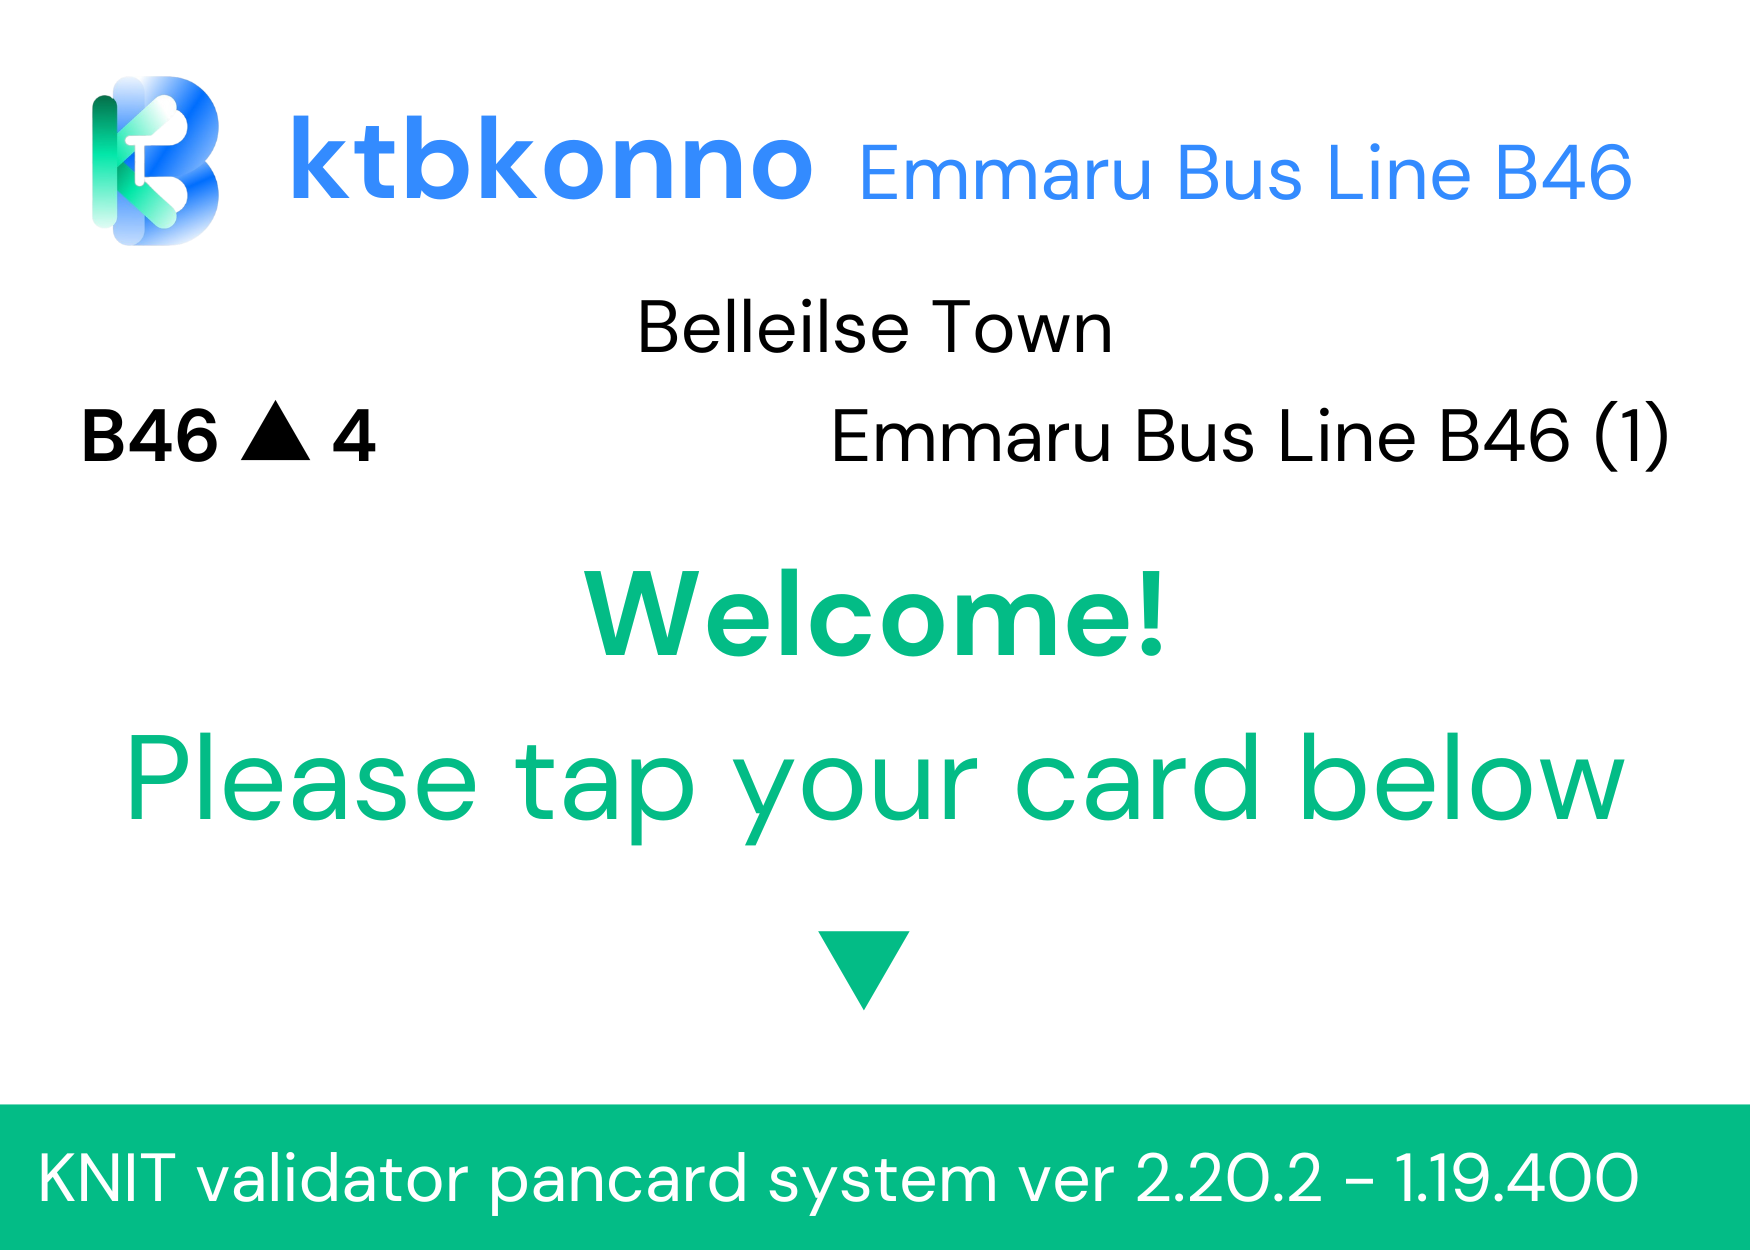 ktbkonno Emmaru Bus Line B46
Belleilse Town
B46 ▲ 4 Emmaru Bus Line B46 (1)
Welcome!
Please tap your card below
▼
KNIT validator pancard system ver 2.20.2 - 1.19.400